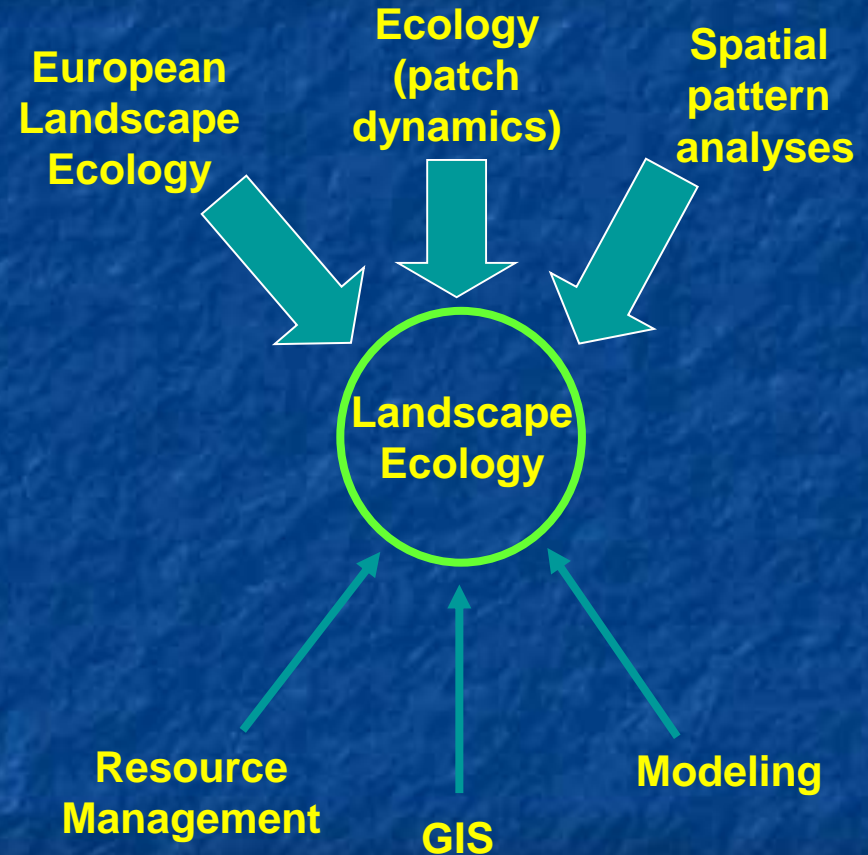 European
Landscape
Ecology
Ecology
(patch
dynamics)
Spatial
pattern
analyses
Landscape
Ecology
Resource
Management
GIS
Modeling